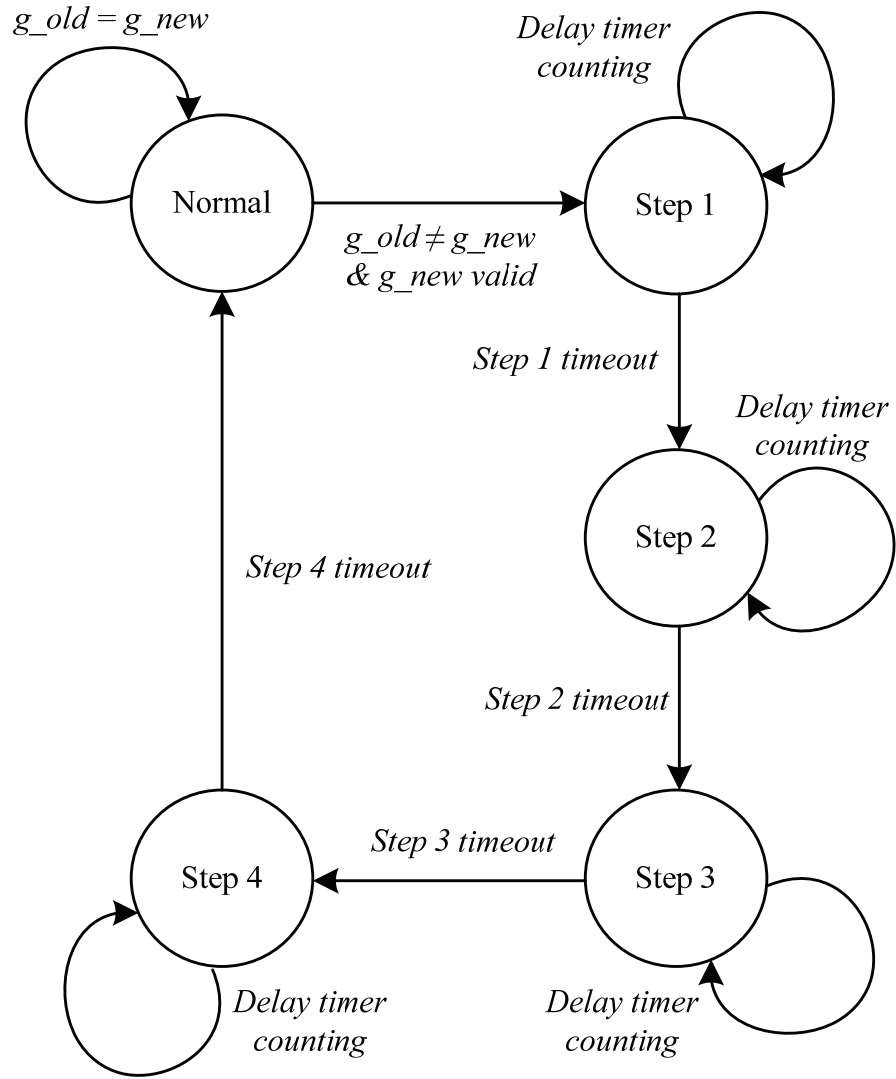 g_old = g_new
Delay timer
counting
Normal
Step 1
g_old ≠ g_new
& g_new valid
Step 1 timeout
Delay timer
counting
Step 2
Step 4 timeout
Step 2 timeout
Step 3 timeout
Step 4
Step 3
Delay timer
counting
Delay timer
counting